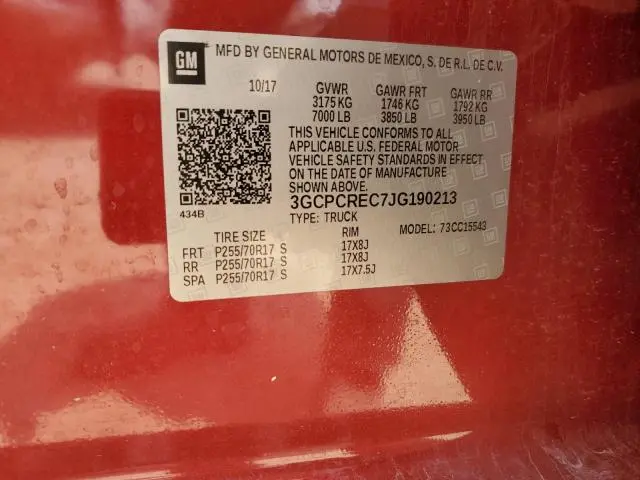 GM
MFD BY GENERAL MOTORS DE MEXICO, S. DE R.L. DE C.V.
10/17 GVWR GAWR FRT GAWR RR
3175 KG 1746 KG 1792 KG
7000 LB 3850 LB 3950 LB
THIS VEHICLE CONFORMS TO ALL
APPLICABLE U.S. FEDERAL MOTOR
VEHICLE SAFETY STANDARDS IN EFFECT
ON THE DATE OF MANUFACTURE
SHOWN ABOVE.
434B
3GCPCREC7JG190213
TYPE: TRUCK MODEL: 73CC15543
TIRE SIZE RIM
FRT P255/70R17 S 17X8J
RR P255/70R17 S 17X8J
SPA P255/70R17 S 17X7.5J